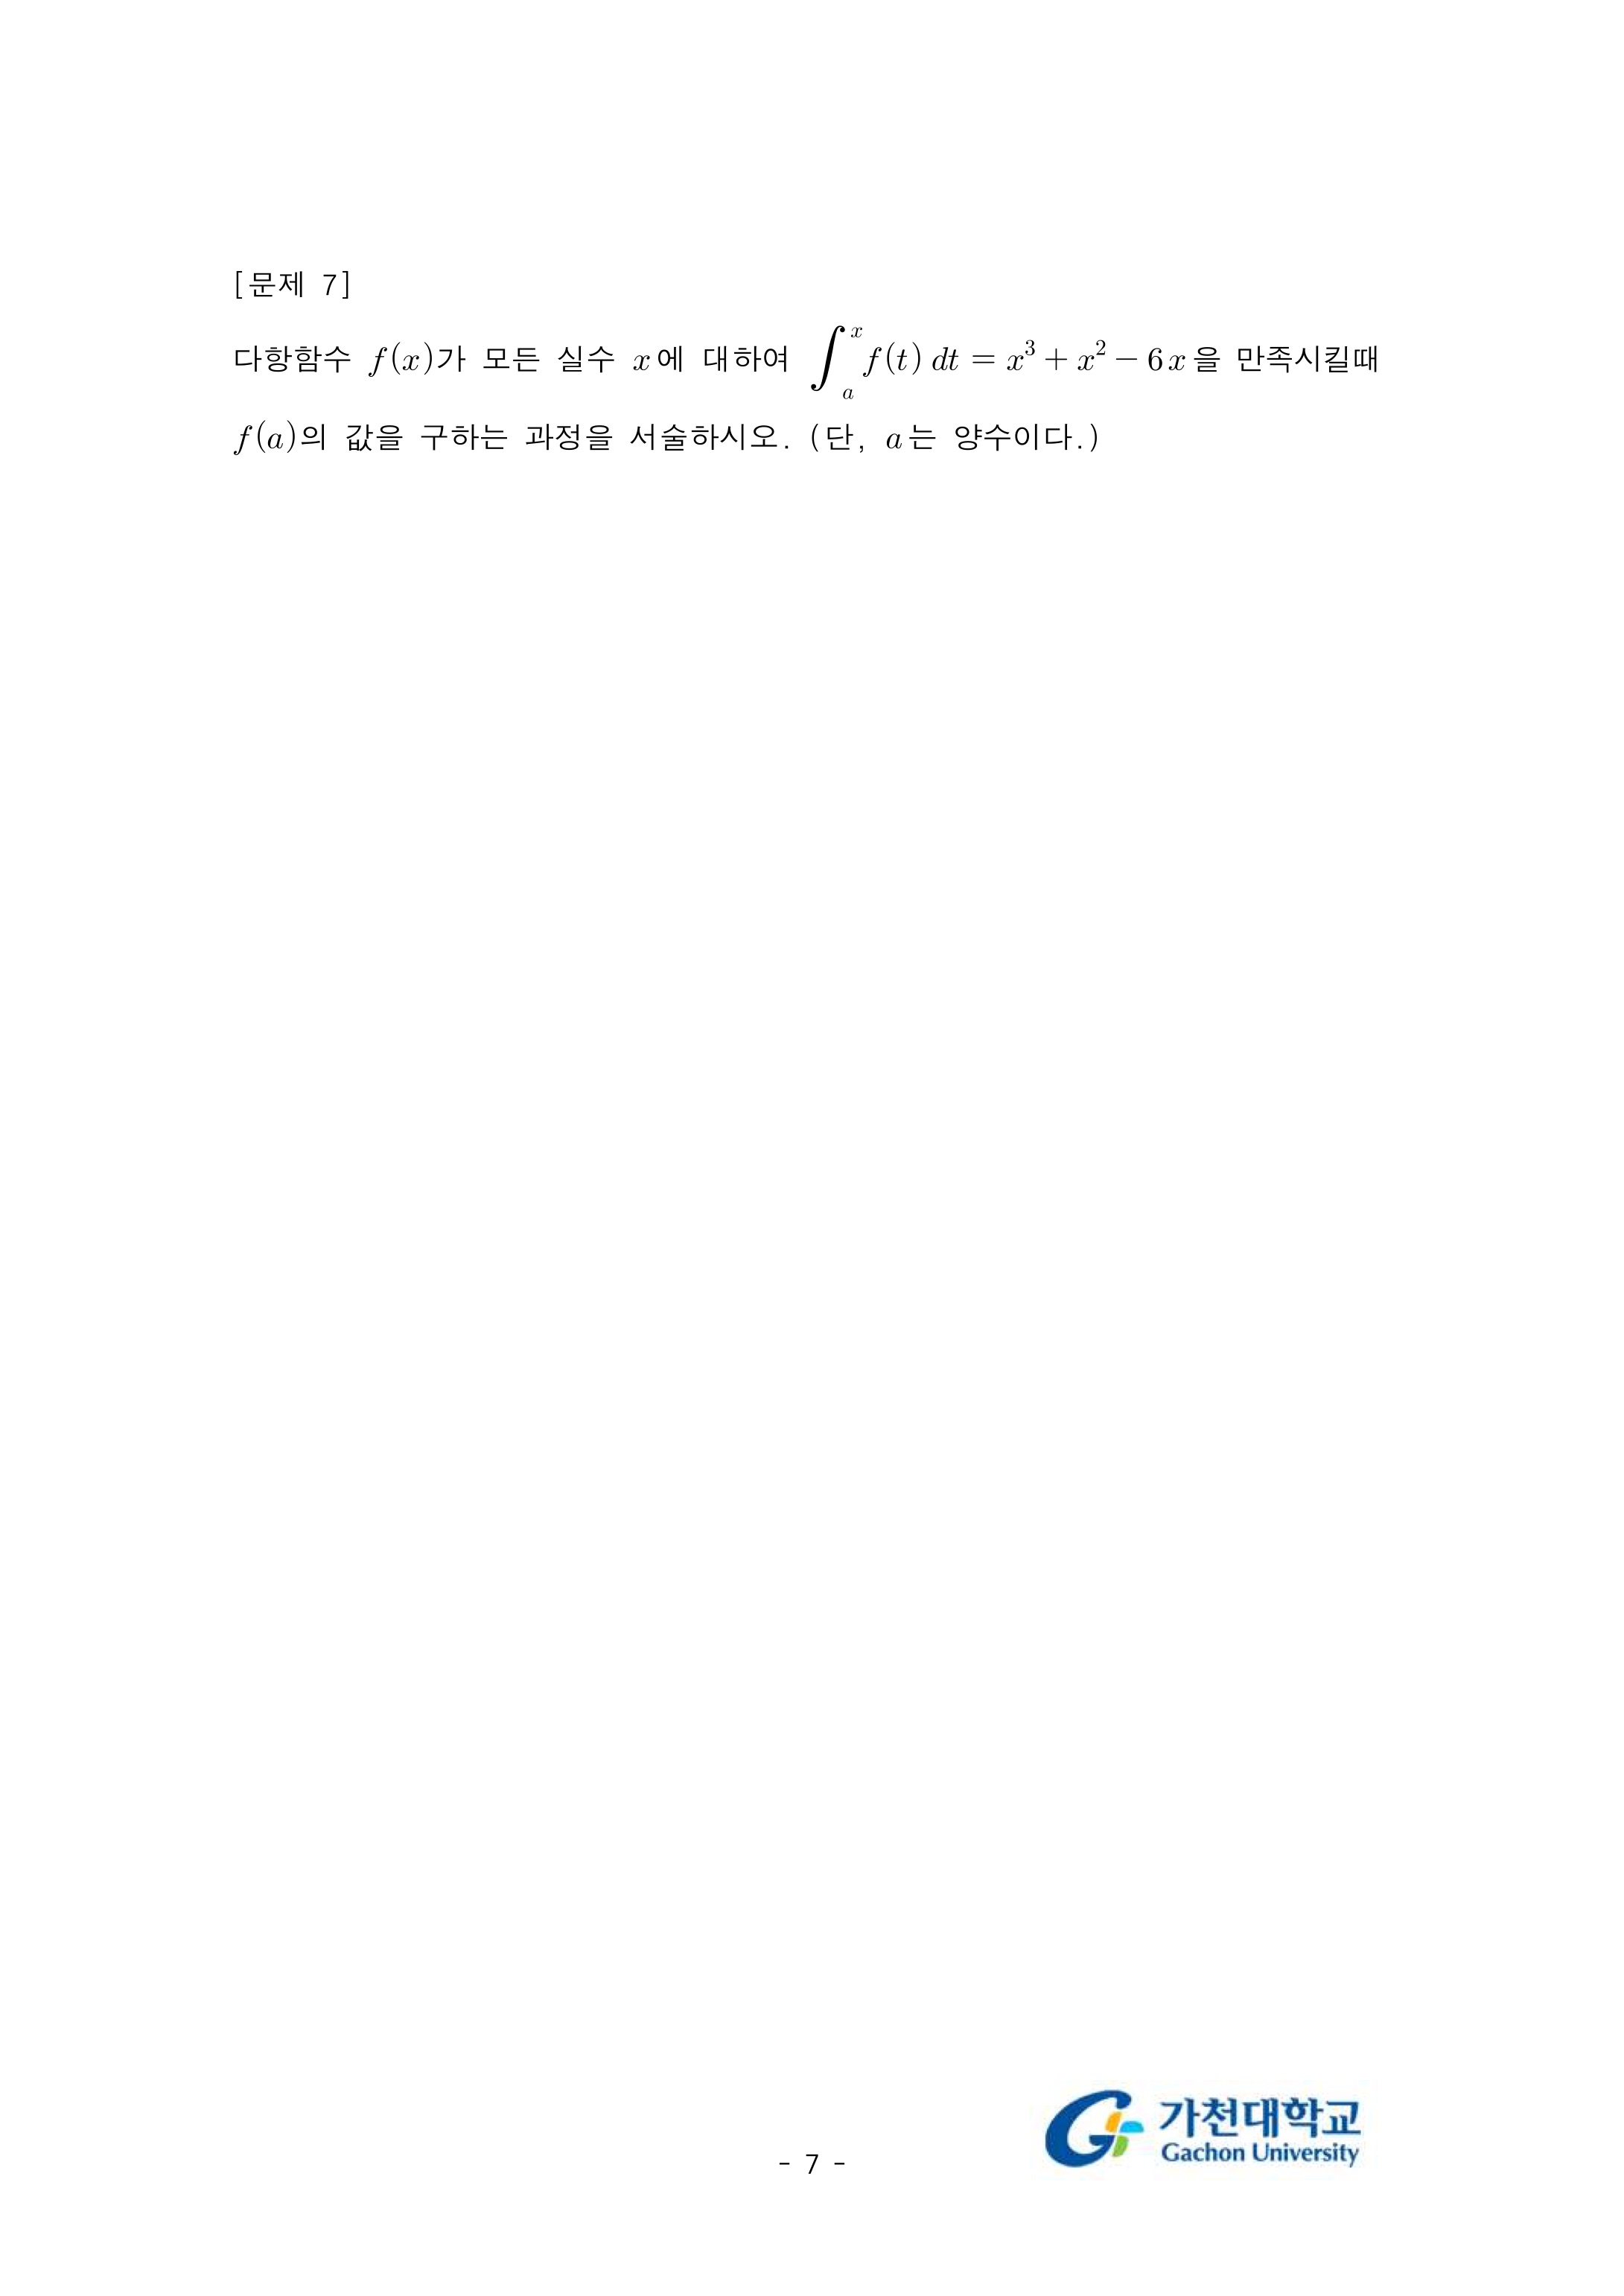 [문제 7]
다항함수 $f(x)$가 모든 실수 $x$에 대하여 $\int_{a}^{x} f(t)\,dt = x^3 + x^2 - 6x$을 만족시킬때
$f(a)$의 값을 구하는 과정을 서술하시오. (단, $a$는 양수이다.)
- 7 -
가천대학교
Gachon University